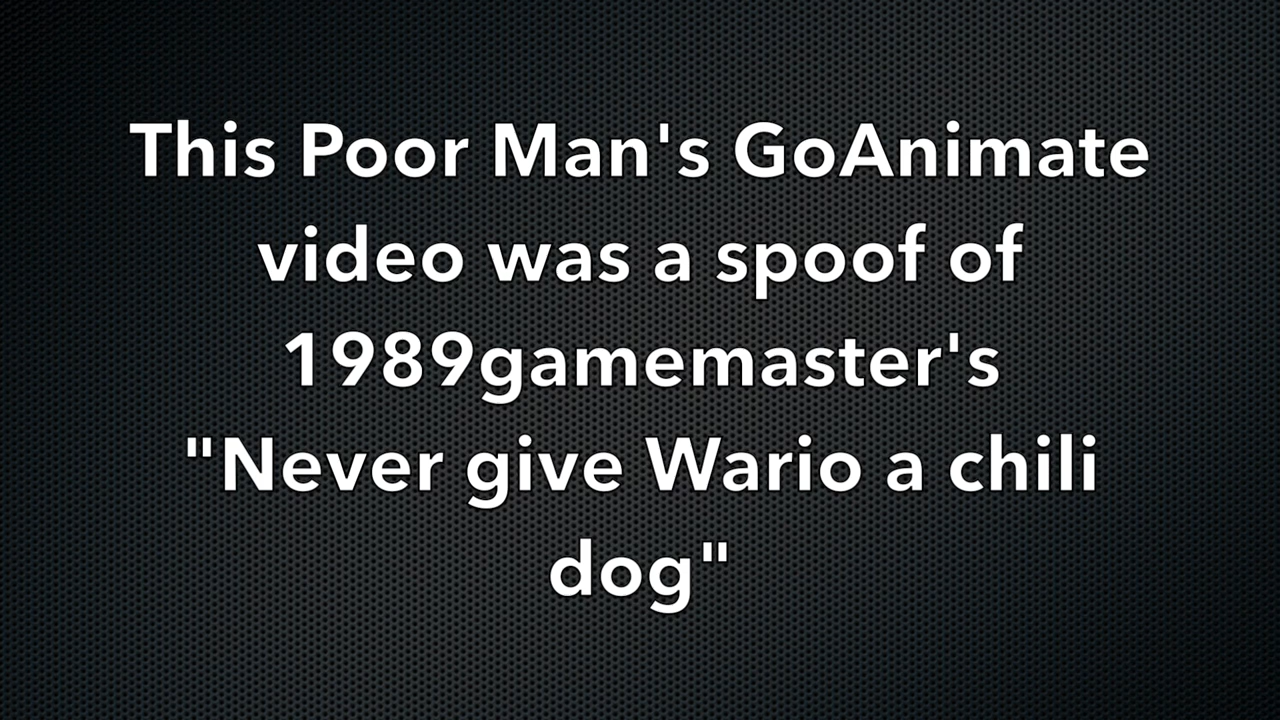 This Poor Man's GoAnimate
video was a spoof of
1989gamemaster's
"Never give Wario a chili
dog"